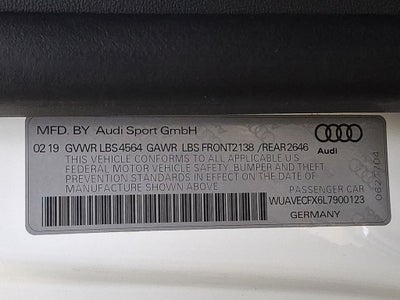 MFD. BY Audi Sport GmbH
02 19 GVWR LBS 4564 GAWR LBS FRONT 2138 /REAR 2646
Audi
THIS VEHICLE CONFORMS TO ALL APPLICABLE U.S
FEDERAL MOTOR VEHICLE SAFETY, BUMPER AND THEFT
PREVENTION STANDARDS IN EFFECT ON THE DATE OF
MANUFACTURE SHOWN ABOVE
PASSENGER CAR
WUAVECFX6L7900123
GERMANY
0627704